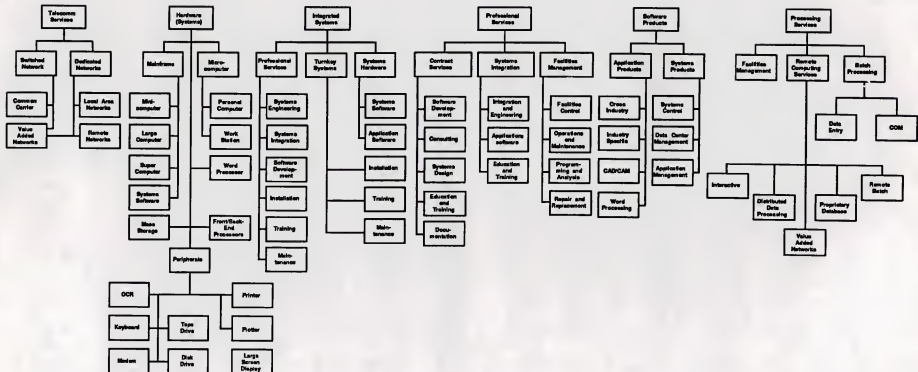 Telecomm
Services
Switched
Network
Dedicated
Networks
Common
Carrier
Local Area
Networks
Value
Added
Networks
Remote
Networks
Hardware
(Systems)
Mainframe
Micro-
computer
Mini-
computer
Personal
Computer
Large
Computer
Work
Station
Super
Computer
Word
Processor
Systems
Software
Mass
Storage
Front/Back-
End
Processors
Peripherals
OCR
Printer
Keyboard
Tape
Drive
Plotter
Modem
Disk
Drive
Large
Screen
Display
Integrated
Systems
Professional
Services
Turnkey
Systems
Systems
Hardware
Systems
Engineering
Systems
Integration
Software
Develop-
ment
Installation
Training
Main-
tenance
Systems
Software
Application
Software
Installation
Training
Main-
tenance
Professional
Services
Contract
Services
Systems
Integration
Facilities
Management
Software
Develop-
ment
Consulting
Systems
Design
Education
and
Training
Docu-
mentation
Integration
and
Engineering
Applications
software
Education
and
Training
Facilities
Control
Operations
and
Maintenance
Program-
ming and
Analysis
Repair and
Replacement
Software
Products
Application
Products
Systems
Products
Cross
Industry
Industry
Specific
CAD/CAM
Word
Processing
Systems
Control
Data Center
Management
Application
Management
Processing
Services
Facilities
Management
Remote
Computing
Services
Batch
Processing
Data
Entry
COM
Interactive
Distributed
Data
Processing
Proprietary
Database
Remote
Batch
Value
Added
Networks